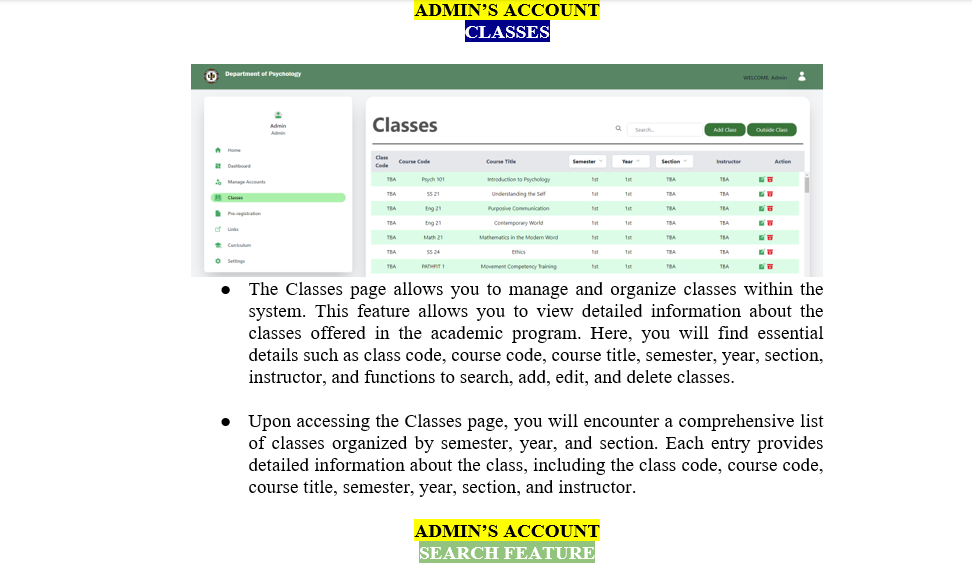 ADMIN'S ACCOUNT
CLASSES
Department of Psychology
WELCOME, Admin
Admin
Admin
Home
Dashboard
Manage Accounts
Classes
Pre-registration
Links
Curriculum
Settings
Classes
Search...
Add Class
Outside Class
Class Code Course Code Course Title Semester Year Section Instructor Action
TBA Psych 101 Introduction to Psychology 1st 1st TBA TBA
TBA SS 21 Understanding the Self 1st 1st TBA TBA
TBA Eng 21 Purposive Communication 1st 1st TBA TBA
TBA Eng 21 Contemporary World 1st 1st TBA TBA
TBA Math 21 Mathematics in the Modern Word 1st 1st TBA TBA
TBA SS 24 Ethics 1st 1st TBA TBA
TBA PATHFIT 1 Movement Competency Training 1st 1st TBA TBA
● The Classes page allows you to manage and organize classes within the
system. This feature allows you to view detailed information about the
classes offered in the academic program. Here, you will find essential
details such as class code, course code, course title, semester, year, section,
instructor, and functions to search, add, edit, and delete classes.
● Upon accessing the Classes page, you will encounter a comprehensive list
of classes organized by semester, year, and section. Each entry provides
detailed information about the class, including the class code, course code,
course title, semester, year, section, and instructor.
ADMIN'S ACCOUNT
SEARCH FEATURE